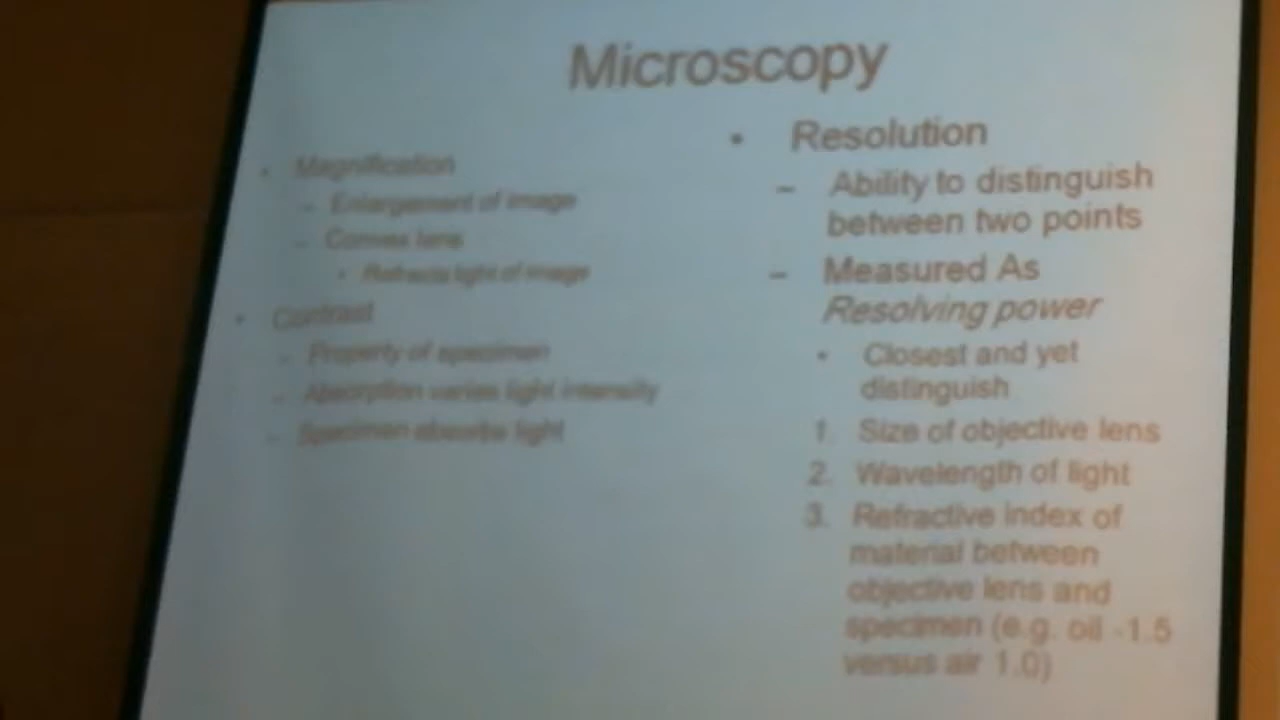 Microscopy
• Magnification
– Enlargement of image
– Convex lens
• Refracts light of image
• Contrast
– Property of specimen
– Absorption varies light intensity
– Specimen absorbs light
• Resolution
– Ability to distinguish
between two points
– Measured As
Resolving power
• Closest and yet
distinguish
1. Size of objective lens
2. Wavelength of light
3. Refractive index of
material between
objective lens and
specimen (e.g. oil -1.5
versus air 1.0)